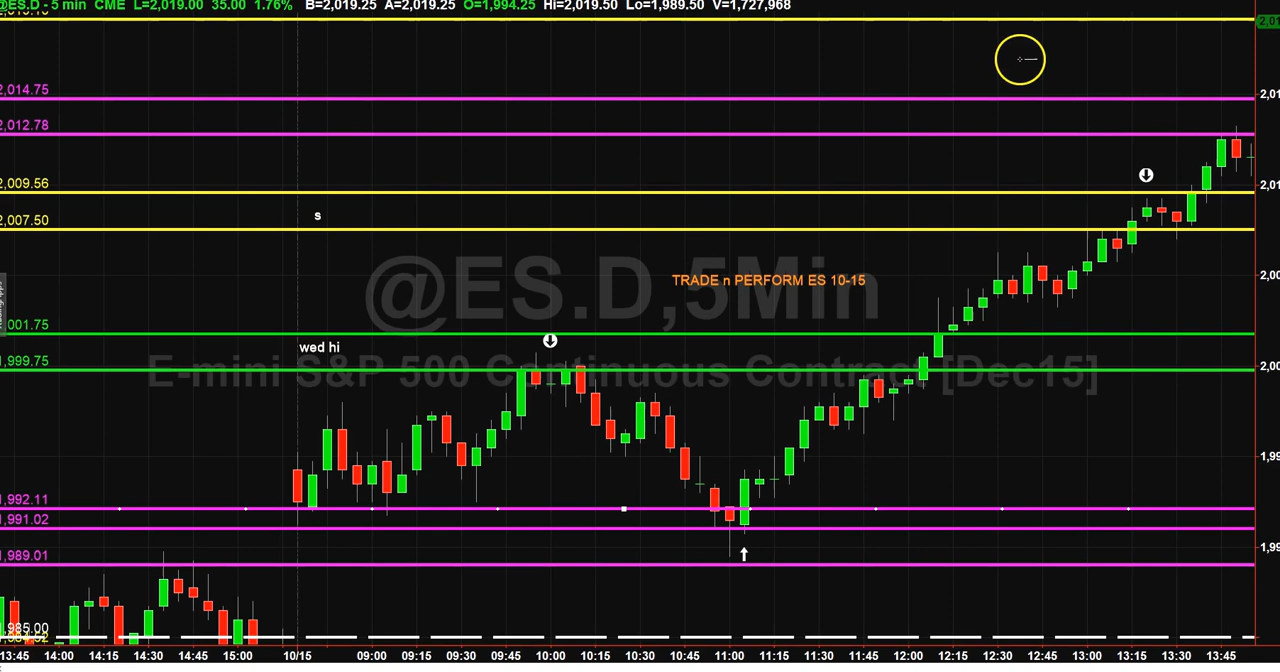 @ES.D - 5 min CME L=2,019.00 35.00 1.76% B=2,019.25 A=2,019.25 O=1,994.25 Hi=2,019.50 Lo=1,989.50 V=1,727,968
2,014.75
2,012.78
2,009.56
2,007.50
s
@ES.D,5Min
TRADE n PERFORM ES 10-15
001.75
wed hi
,999.75
E-mini S&P 500 Continuous Contract [Dec15]
1,992.11
1,991.02
1,989.01
985.00
13:45 14:00 14:15 14:30 14:45 15:00 10/15 09:00 09:15 09:30 09:45 10:00 10:15 10:30 10:45 11:00 11:15 11:30 11:45 12:00 12:15 12:30 12:45 13:00 13:15 13:30 13:45